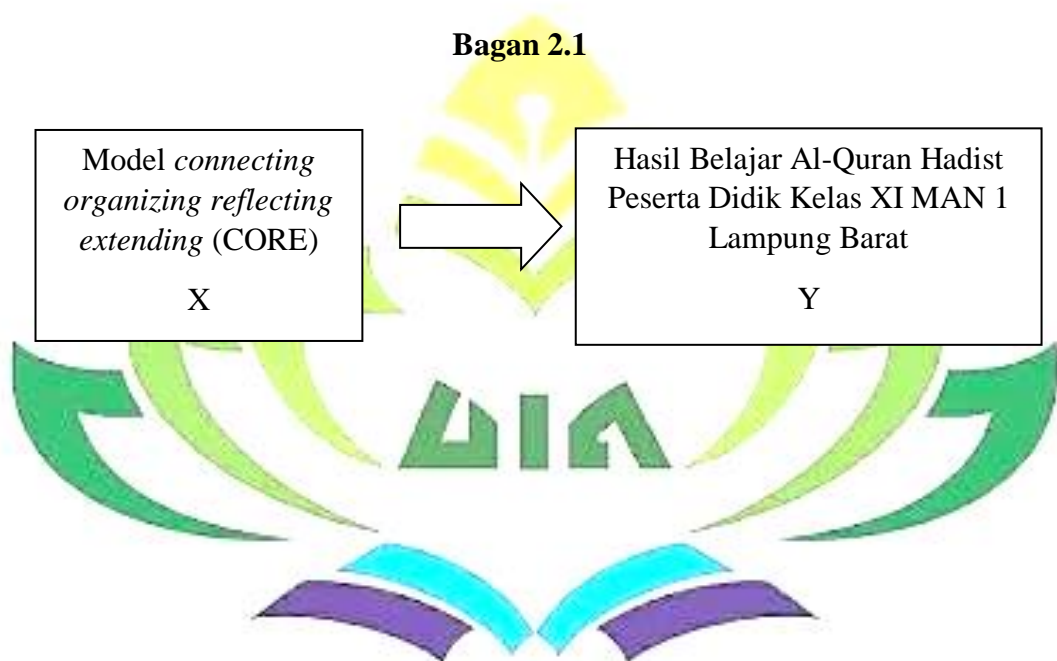 Bagan 2.1
Model connecting
organizing reflecting
extending (CORE)
X
Hasil Belajar Al-Quran Hadist
Peserta Didik Kelas XI MAN 1
Lampung Barat
Y
UIN